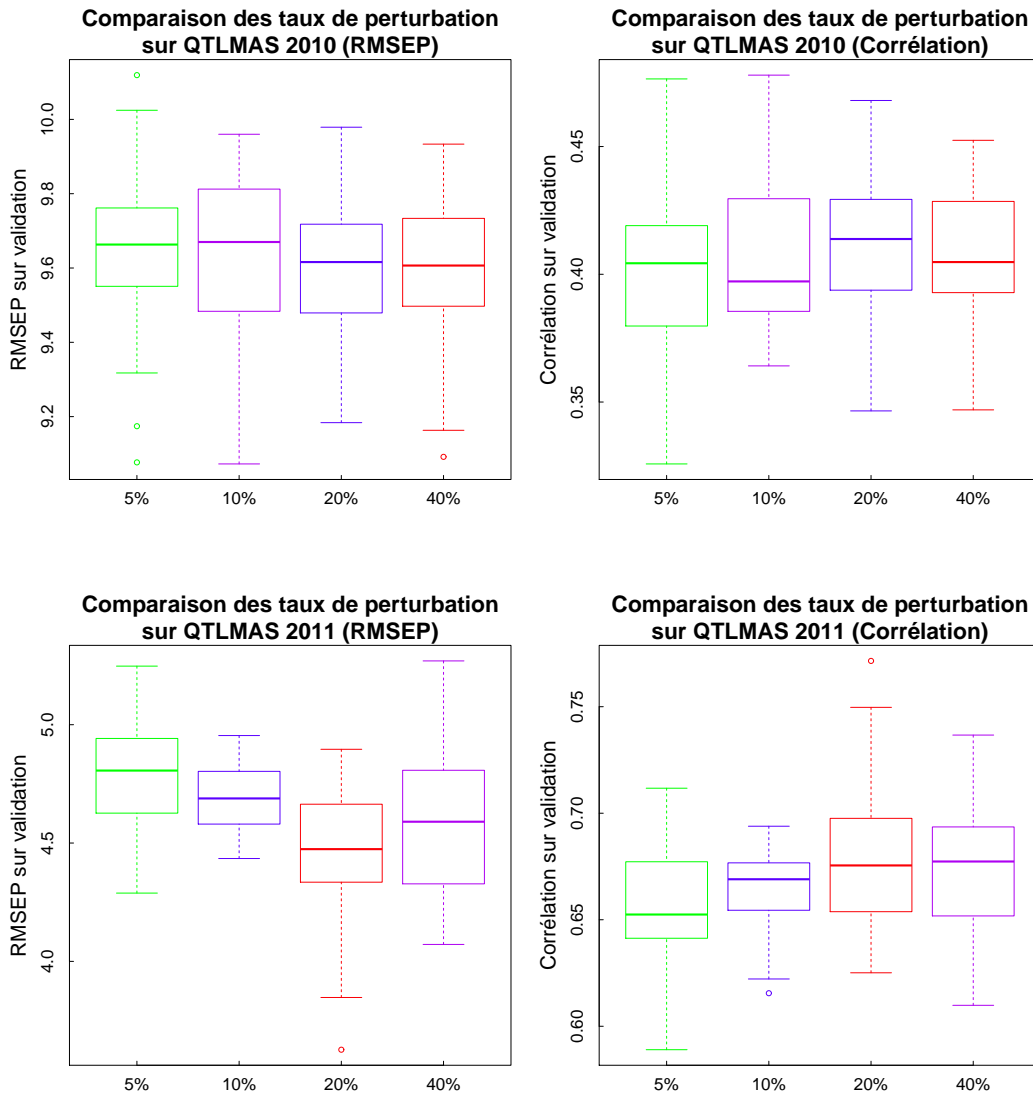 Comparaison des taux de perturbation
sur QTLMAS 2010 (RMSEP)
RMSEP sur validation
10.0
9.8
9.6
9.4
9.2
5% 10% 20% 40%
Comparaison des taux de perturbation
sur QTLMAS 2010 (Corrélation)
Corrélation sur validation
0.45
0.40
0.35
5% 10% 20% 40%
Comparaison des taux de perturbation
sur QTLMAS 2011 (RMSEP)
RMSEP sur validation
5.0
4.5
4.0
5% 10% 20% 40%
Comparaison des taux de perturbation
sur QTLMAS 2011 (Corrélation)
Corrélation sur validation
0.75
0.70
0.65
0.60
5% 10% 20% 40%